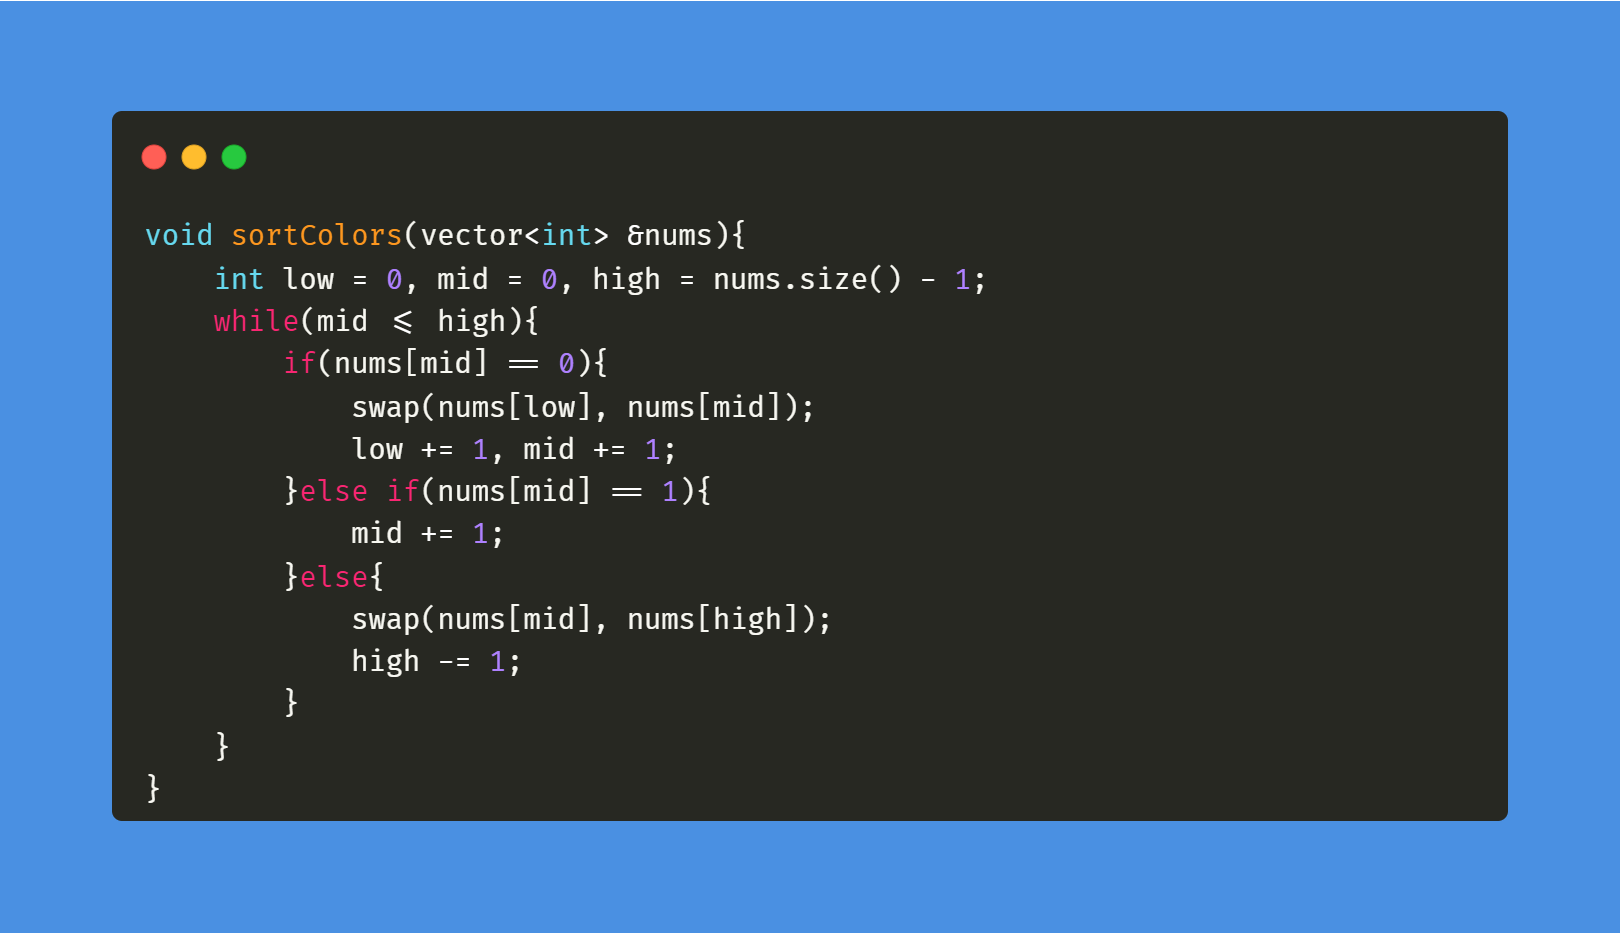 void sortColors(vector<int> &nums){
    int low = 0, mid = 0, high = nums.size() - 1;
    while(mid <= high){
        if(nums[mid] == 0){
            swap(nums[low], nums[mid]);
            low += 1, mid += 1;
        }else if(nums[mid] == 1){
            mid += 1;
        }else{
            swap(nums[mid], nums[high]);
            high -= 1;
        }
    }
}